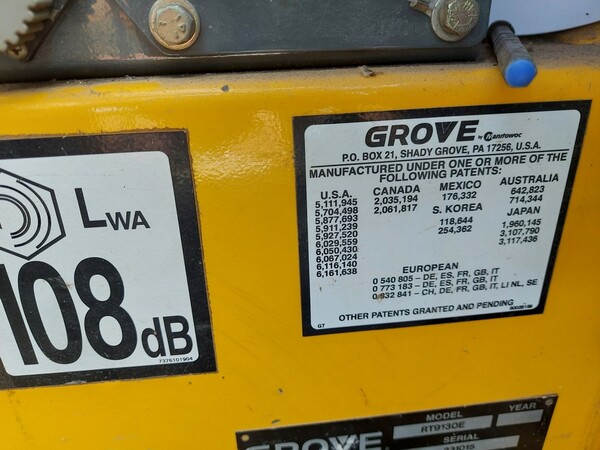 LWA
108 dB
7376101964
GROVE by Manitowoc
P.O. BOX 21, SHADY GROVE, PA 17256, U.S.A.
MANUFACTURED UNDER ONE OR MORE OF THE
FOLLOWING PATENTS:
U.S.A.
5,111,945
5,704,498
5,877,693
5,911,239
5,927,520
6,029,559
6,050,430
6,067,024
6,116,140
6,161,638
CANADA
2,035,194
2,061,817
MEXICO
176,332
S. KOREA
118,644
254,362
AUSTRALIA
642,823
714,344
JAPAN
1,960,145
3,107,790
3,117,436
EUROPEAN
0 540 805 – DE, ES, FR, GB, IT
0 773 183 – DE, ES, FR, GB, IT
0 832 841 – CH, DE, FR, GB, IT, LI NL, SE
OTHER PATENTS GRANTED AND PENDING
G7
GROVE
MODEL
RT9130E
YEAR
SERIAL